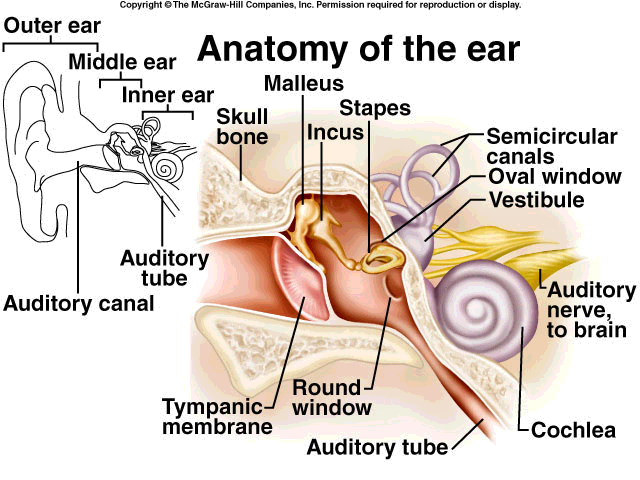 Copyright © The McGraw-Hill Companies, Inc. Permission required for reproduction or display.
Anatomy of the ear
Outer ear
Middle ear
Inner ear
Auditory
tube
Auditory canal
Malleus
Stapes
Incus
Skull
bone
Semicircular
canals
Oval window
Vestibule
Auditory
nerve,
to brain
Cochlea
Round
window
Tympanic
membrane
Auditory tube